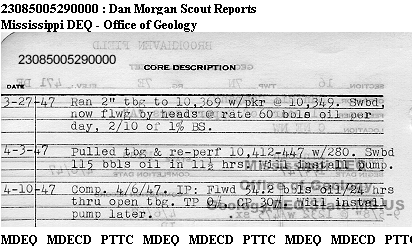 23085005290000 : Dan Morgan Scout Reports
Mississippi DEQ - Office of Geology
23085005290000
CORE DESCRIPTION
DATE
3-27-47 Ran 2" tbg to 10,369 w/pkr @ 10,349. Swbd,
now flwg by heads @ rate 60 bbls oil per
day, 2/10 of 1% BS.
4-3-47 Pulled tbg & re-perf 10,412-447 w/280. Swbd
115 bbls oil in 11½ hrs. Will install pump.
4-10-47 Comp. 4/6/47. IP: Flwd 54.2 bbls oil/24 hrs
thru open tbg. TP 0#, CP 30#. Will install
pump later.
MDEQ MDECD PTTC MDEQ MDECD PTTC MDEQ MDECD PTT